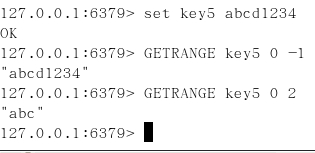 127.0.0.1:6379> set key5 abcd1234
OK
127.0.0.1:6379> GETRANGE key5 0 -1
"abcd1234"
127.0.0.1:6379> GETRANGE key5 0 2
"abc"
127.0.0.1:6379>